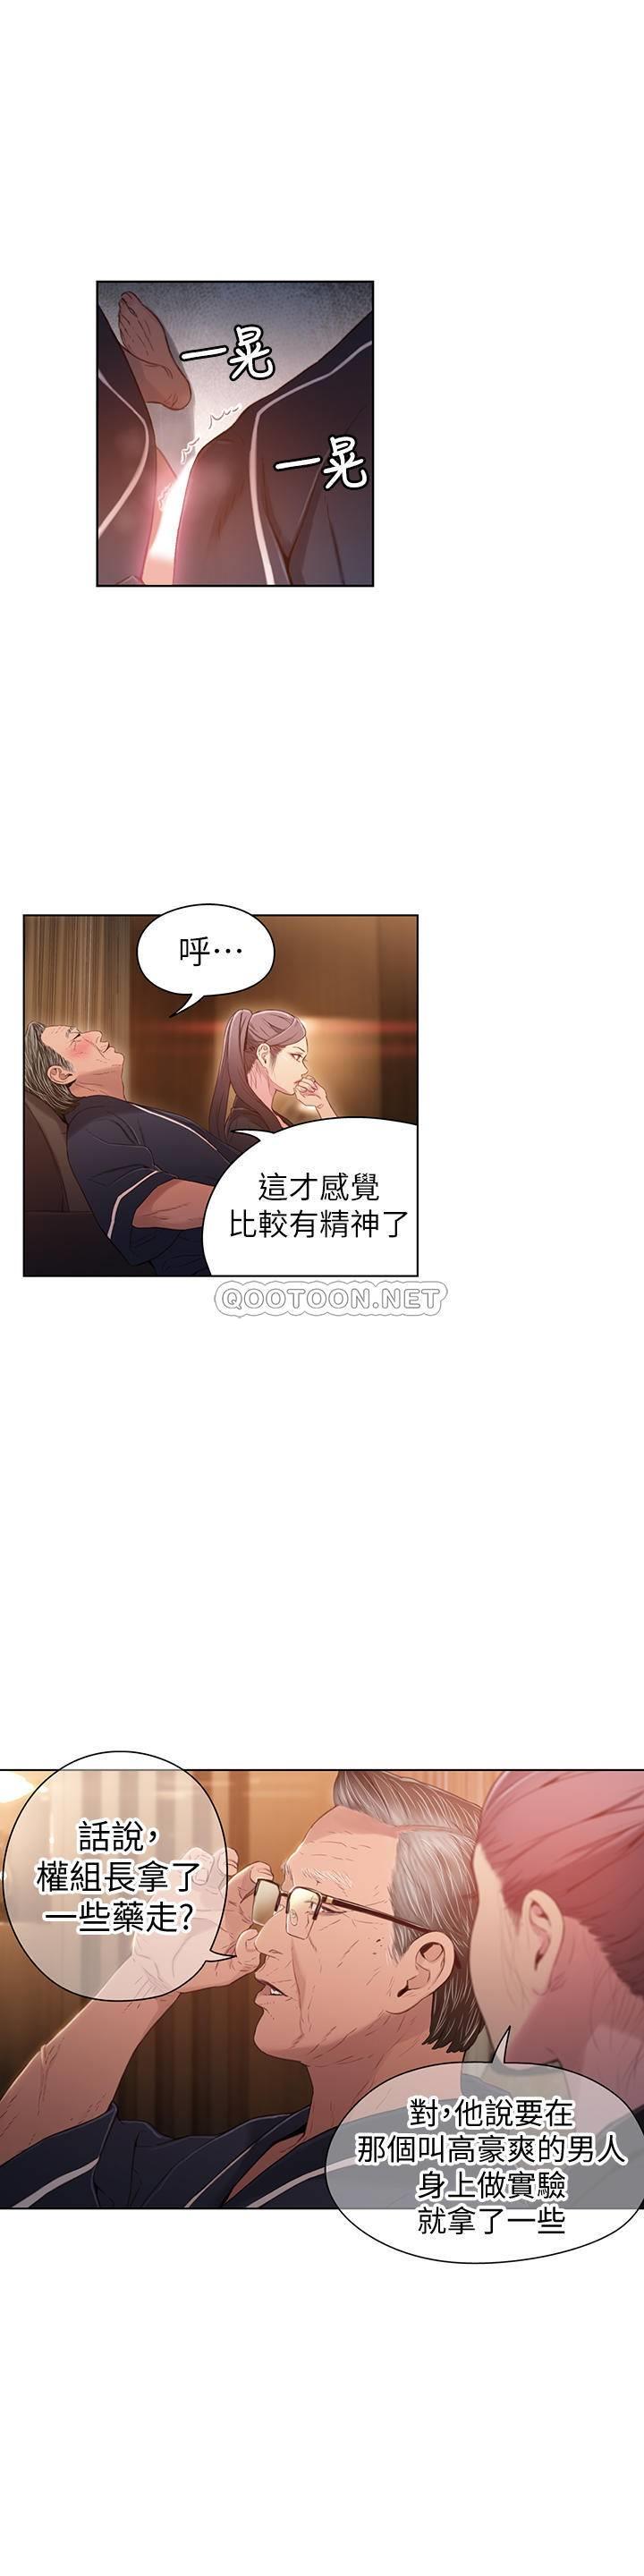 一晃
一晃
呼…
這才感覺
比較有精神了
QOOTOON.NET
話說,
權組長拿了
一些藥走?
對,他說要在
那個叫高豪爽的男人
身上做實驗
就拿了一些